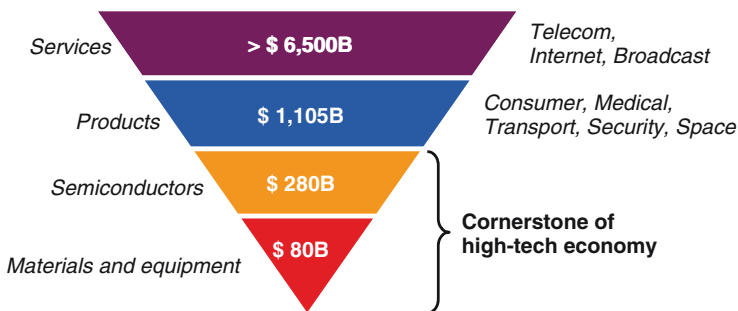 Services
> $ 6,500B
Telecom,
Internet, Broadcast
Products
$ 1,105B
Consumer, Medical,
Transport, Security, Space
Semiconductors
$ 280B
Materials and equipment
$ 80B
Cornerstone of
high-tech economy